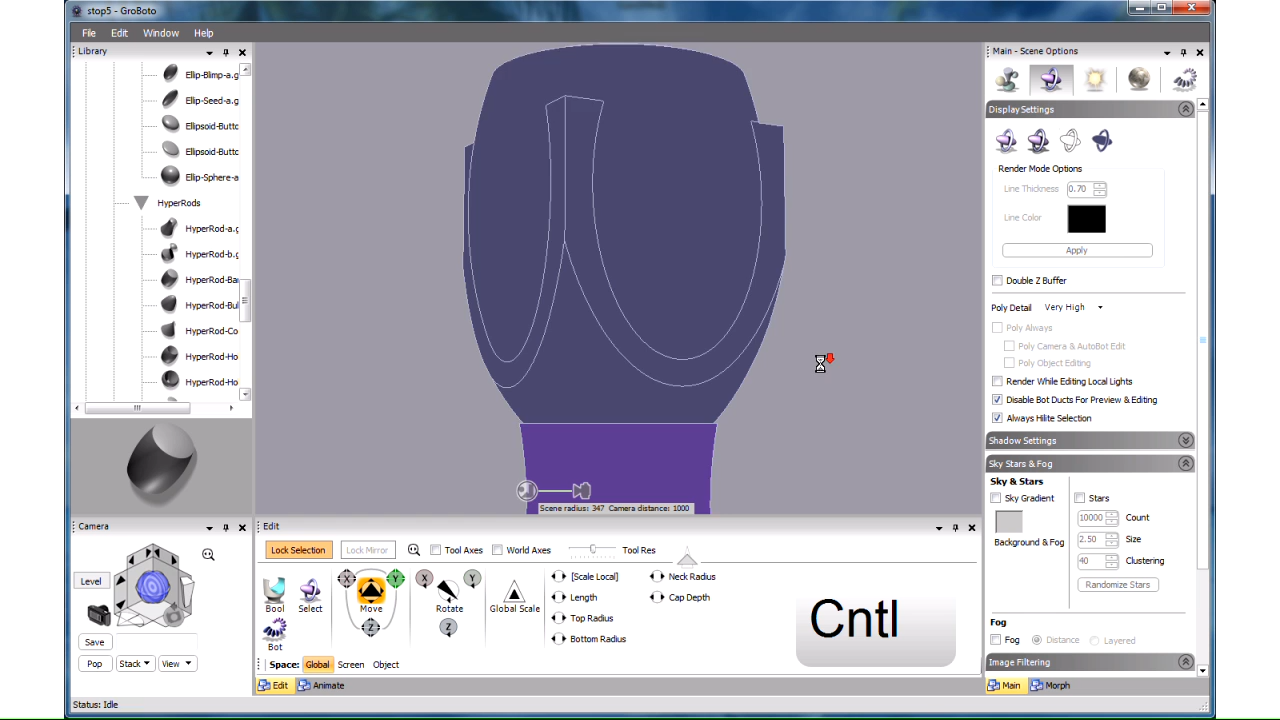 stop5 - GroBoto
File Edit Window Help
Library
Ellip-Blimp-a.g
Ellip-Seed-a.g
Ellipsoid-Butto
Ellipsoid-Butto
Ellip-Sphere-a
HyperRods
HyperRod-a.g
HyperRod-b.g
HyperRod-Bar
HyperRod-Bul
HyperRod-Co
HyperRod-Ho
HyperRod-Ho
Camera
Level
Save
Pop Stack View
Scene radius: 347 Camera distance: 1000
Edit
Lock Selection Lock Mirror Tool Axes World Axes Tool Res
X Y X Y
Bool Select Move Rotate Global Scale
Z Z
Bot
[Scale Local] Neck Radius
Length Cap Depth
Top Radius
Bottom Radius
Cntl
Space: Global Screen Object
Edit Animate
Main - Scene Options
Display Settings
Render Mode Options
Line Thickness 0.70
Line Color
Apply
Double Z Buffer
Poly Detail Very High
Poly Always
Poly Camera & AutoBot Edit
Poly Object Editing
Render While Editing Local Lights
Disable Bot Ducts For Preview & Editing
Always Hilite Selection
Shadow Settings
Sky Stars & Fog
Sky & Stars
Sky Gradient Stars
10000 Count
Background & Fog 2.50 Size
40 Clustering
Randomize Stars
Fog
Fog Distance Layered
Image Filtering
Main Morph
Status: Idle